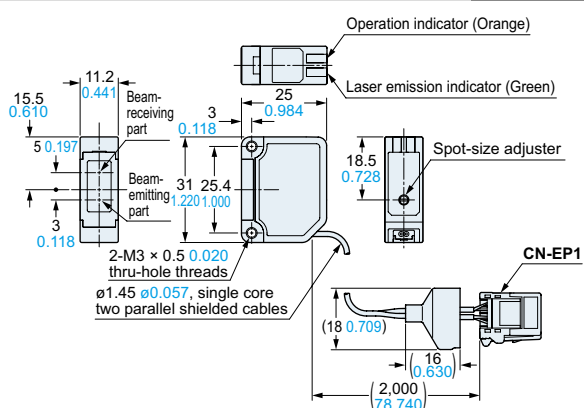 Operation indicator (Orange)
Laser emission indicator (Green)
11.2
0.441
15.5
0.610
Beam-
receiving
part
25
0.984
3
0.118
5 0.197
Beam-
emitting
part
3
0.118
31
1.220
25.4
1.000
18.5
0.728
Spot-size adjuster
2-M3 × 0.5 0.020
thru-hole threads
ø1.45 ø0.057, single core
two parallel shielded cables
CN-EP1
(18 0.709)
(16
0.630)
(2,000
78.740)